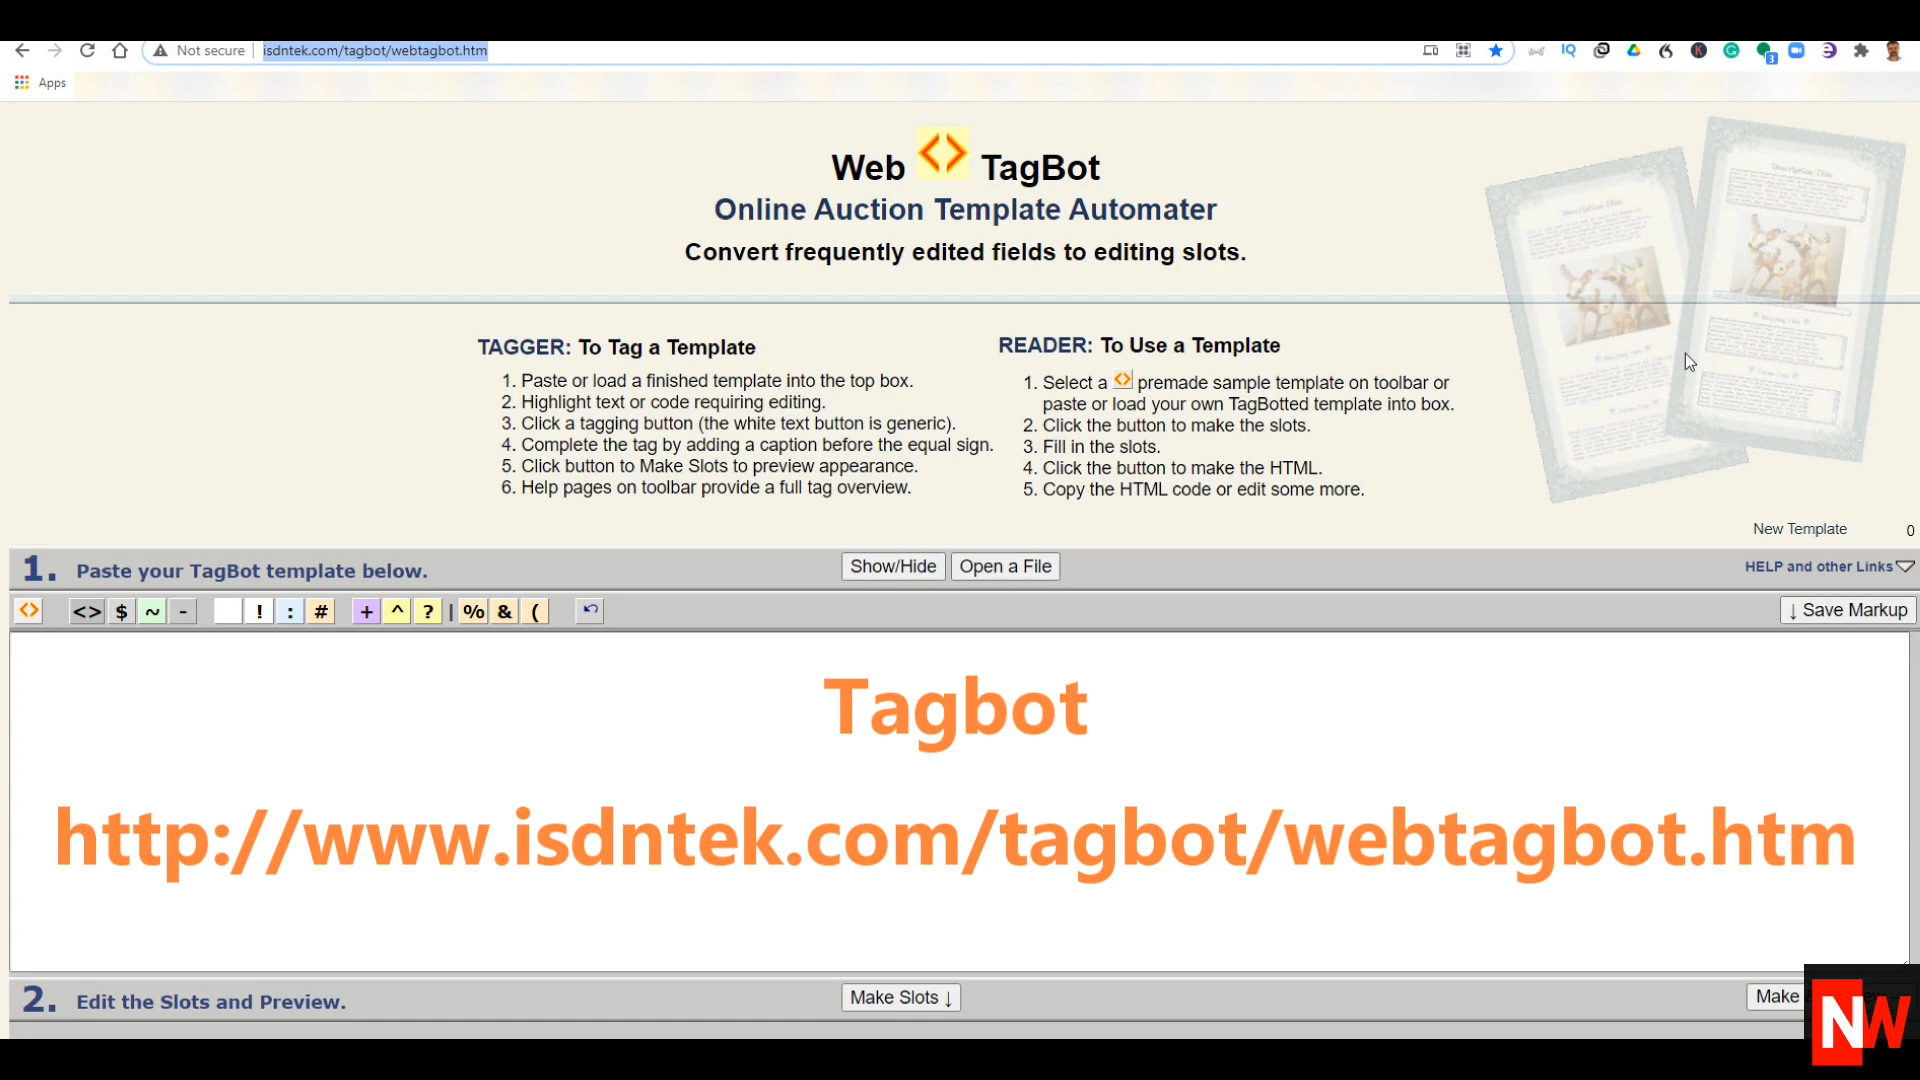 Not secure | isdntek.com/tagbot/webtagbot.htm
IQ
K
3
Apps
Web <> TagBot
Online Auction Template Automater
Convert frequently edited fields to editing slots.
TAGGER: To Tag a Template
1. Paste or load a finished template into the top box.
2. Highlight text or code requiring editing.
3. Click a tagging button (the white text button is generic).
4. Complete the tag by adding a caption before the equal sign.
5. Click button to Make Slots to preview appearance.
6. Help pages on toolbar provide a full tag overview.
READER: To Use a Template
1. Select a <> premade sample template on toolbar or
paste or load your own TagBotted template into box.
2. Click the button to make the slots.
3. Fill in the slots.
4. Click the button to make the HTML.
5. Copy the HTML code or edit some more.
New Template 0
1. Paste your TagBot template below.
Show/Hide
Open a File
HELP and other Links
<> <> $ ~ - ! : # + ^ ? | % & (
↓ Save Markup
Tagbot
http://www.isdntek.com/tagbot/webtagbot.htm
2. Edit the Slots and Preview.
Make Slots ↓
Make
NW